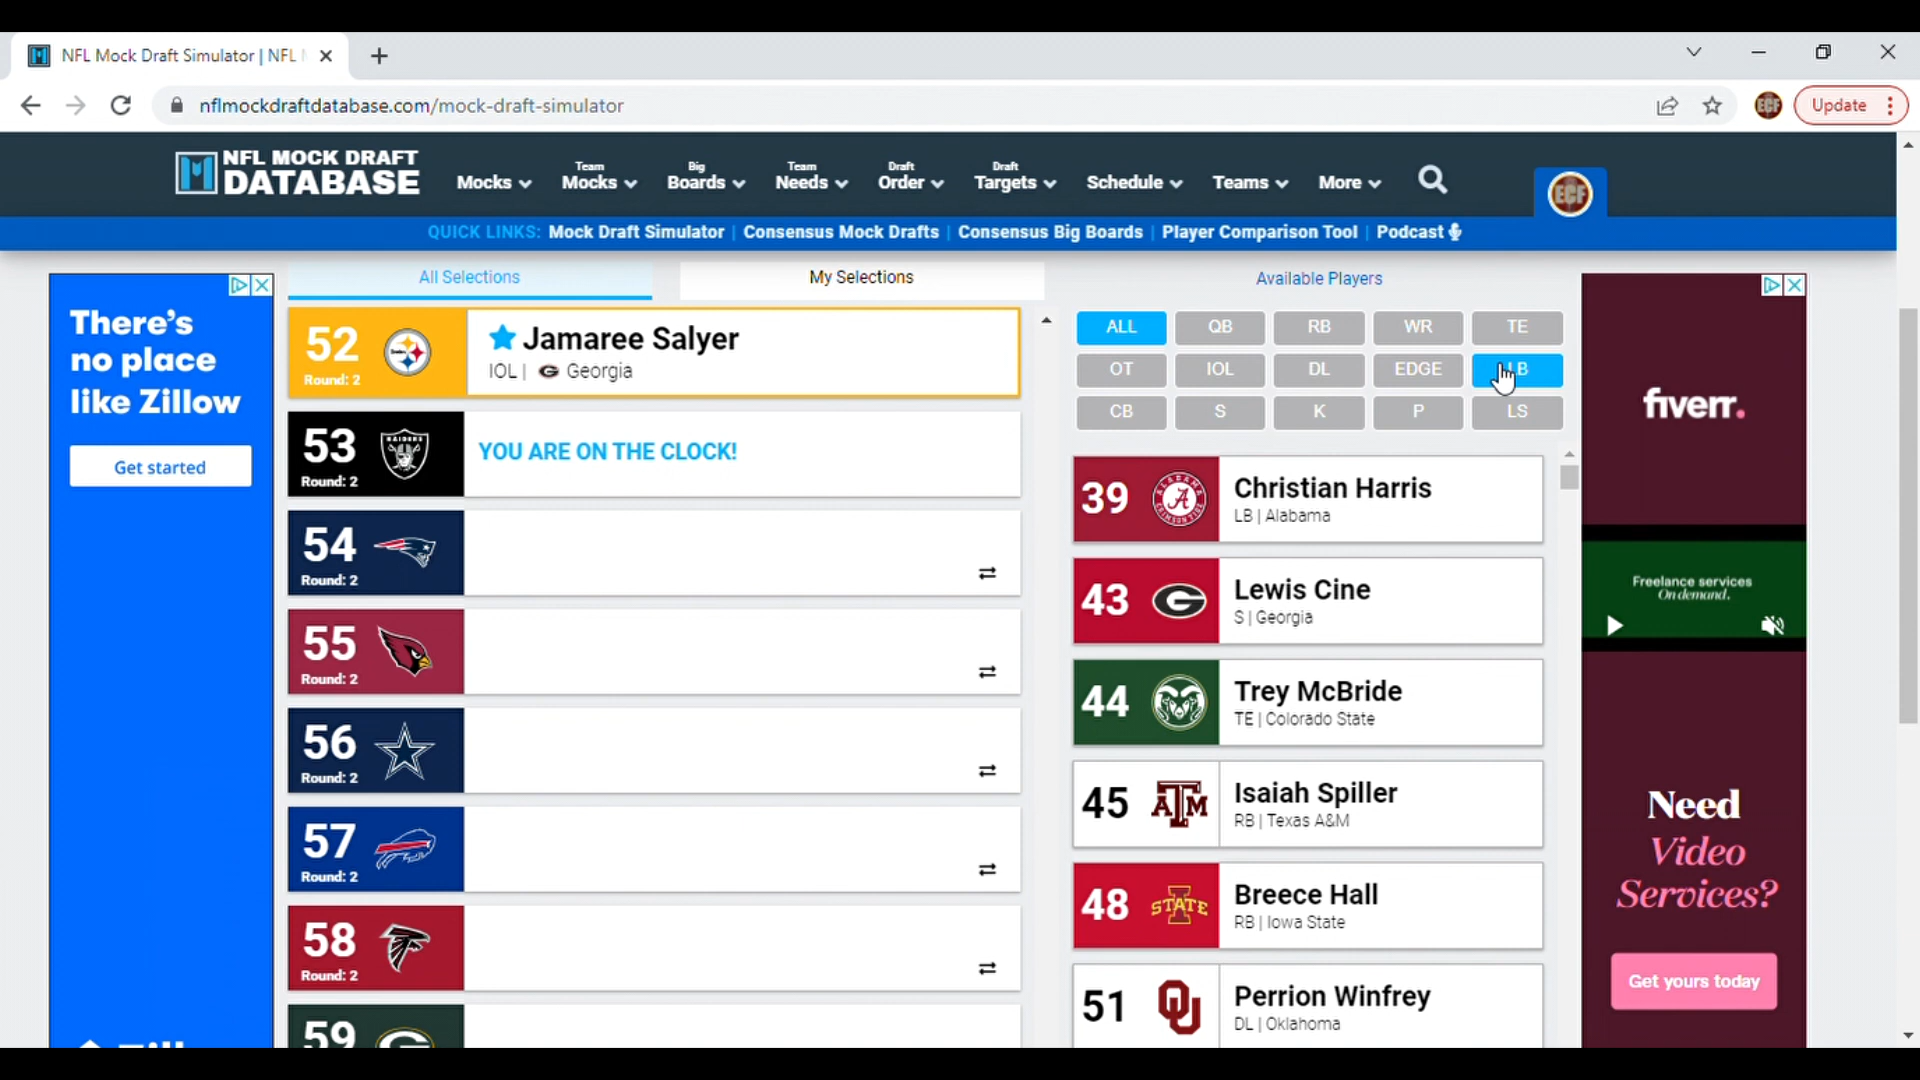 NFL Mock Draft Simulator | NFL
nflmockdraftdatabase.com/mock-draft-simulator
ECF
Update
NFL MOCK DRAFT
DATABASE
Mocks
Team
Mocks
Big
Boards
Team
Needs
Draft
Order
Draft
Targets
Schedule
Teams
More
ECF
QUICK LINKS: Mock Draft Simulator | Consensus Mock Drafts | Consensus Big Boards | Player Comparison Tool | Podcast
There's
no place
like Zillow
Get started
All Selections
My Selections
52
Round: 2
Jamaree Salyer
IOL | Georgia
53
Round: 2
RAIDERS
YOU ARE ON THE CLOCK!
54
Round: 2
55
Round: 2
56
Round: 2
57
Round: 2
58
Round: 2
59
Available Players
ALL QB RB WR TE
OT IOL DL EDGE LB
CB S K P LS
39
Christian Harris
LB | Alabama
43
Lewis Cine
S | Georgia
44
Trey McBride
TE | Colorado State
45
ATM
Isaiah Spiller
RB | Texas A&M
48
STATE
Breece Hall
RB | Iowa State
51
OU
Perrion Winfrey
DL | Oklahoma
fiverr.
Freelance services
On demand.
Need
Video
Services?
Get yours today